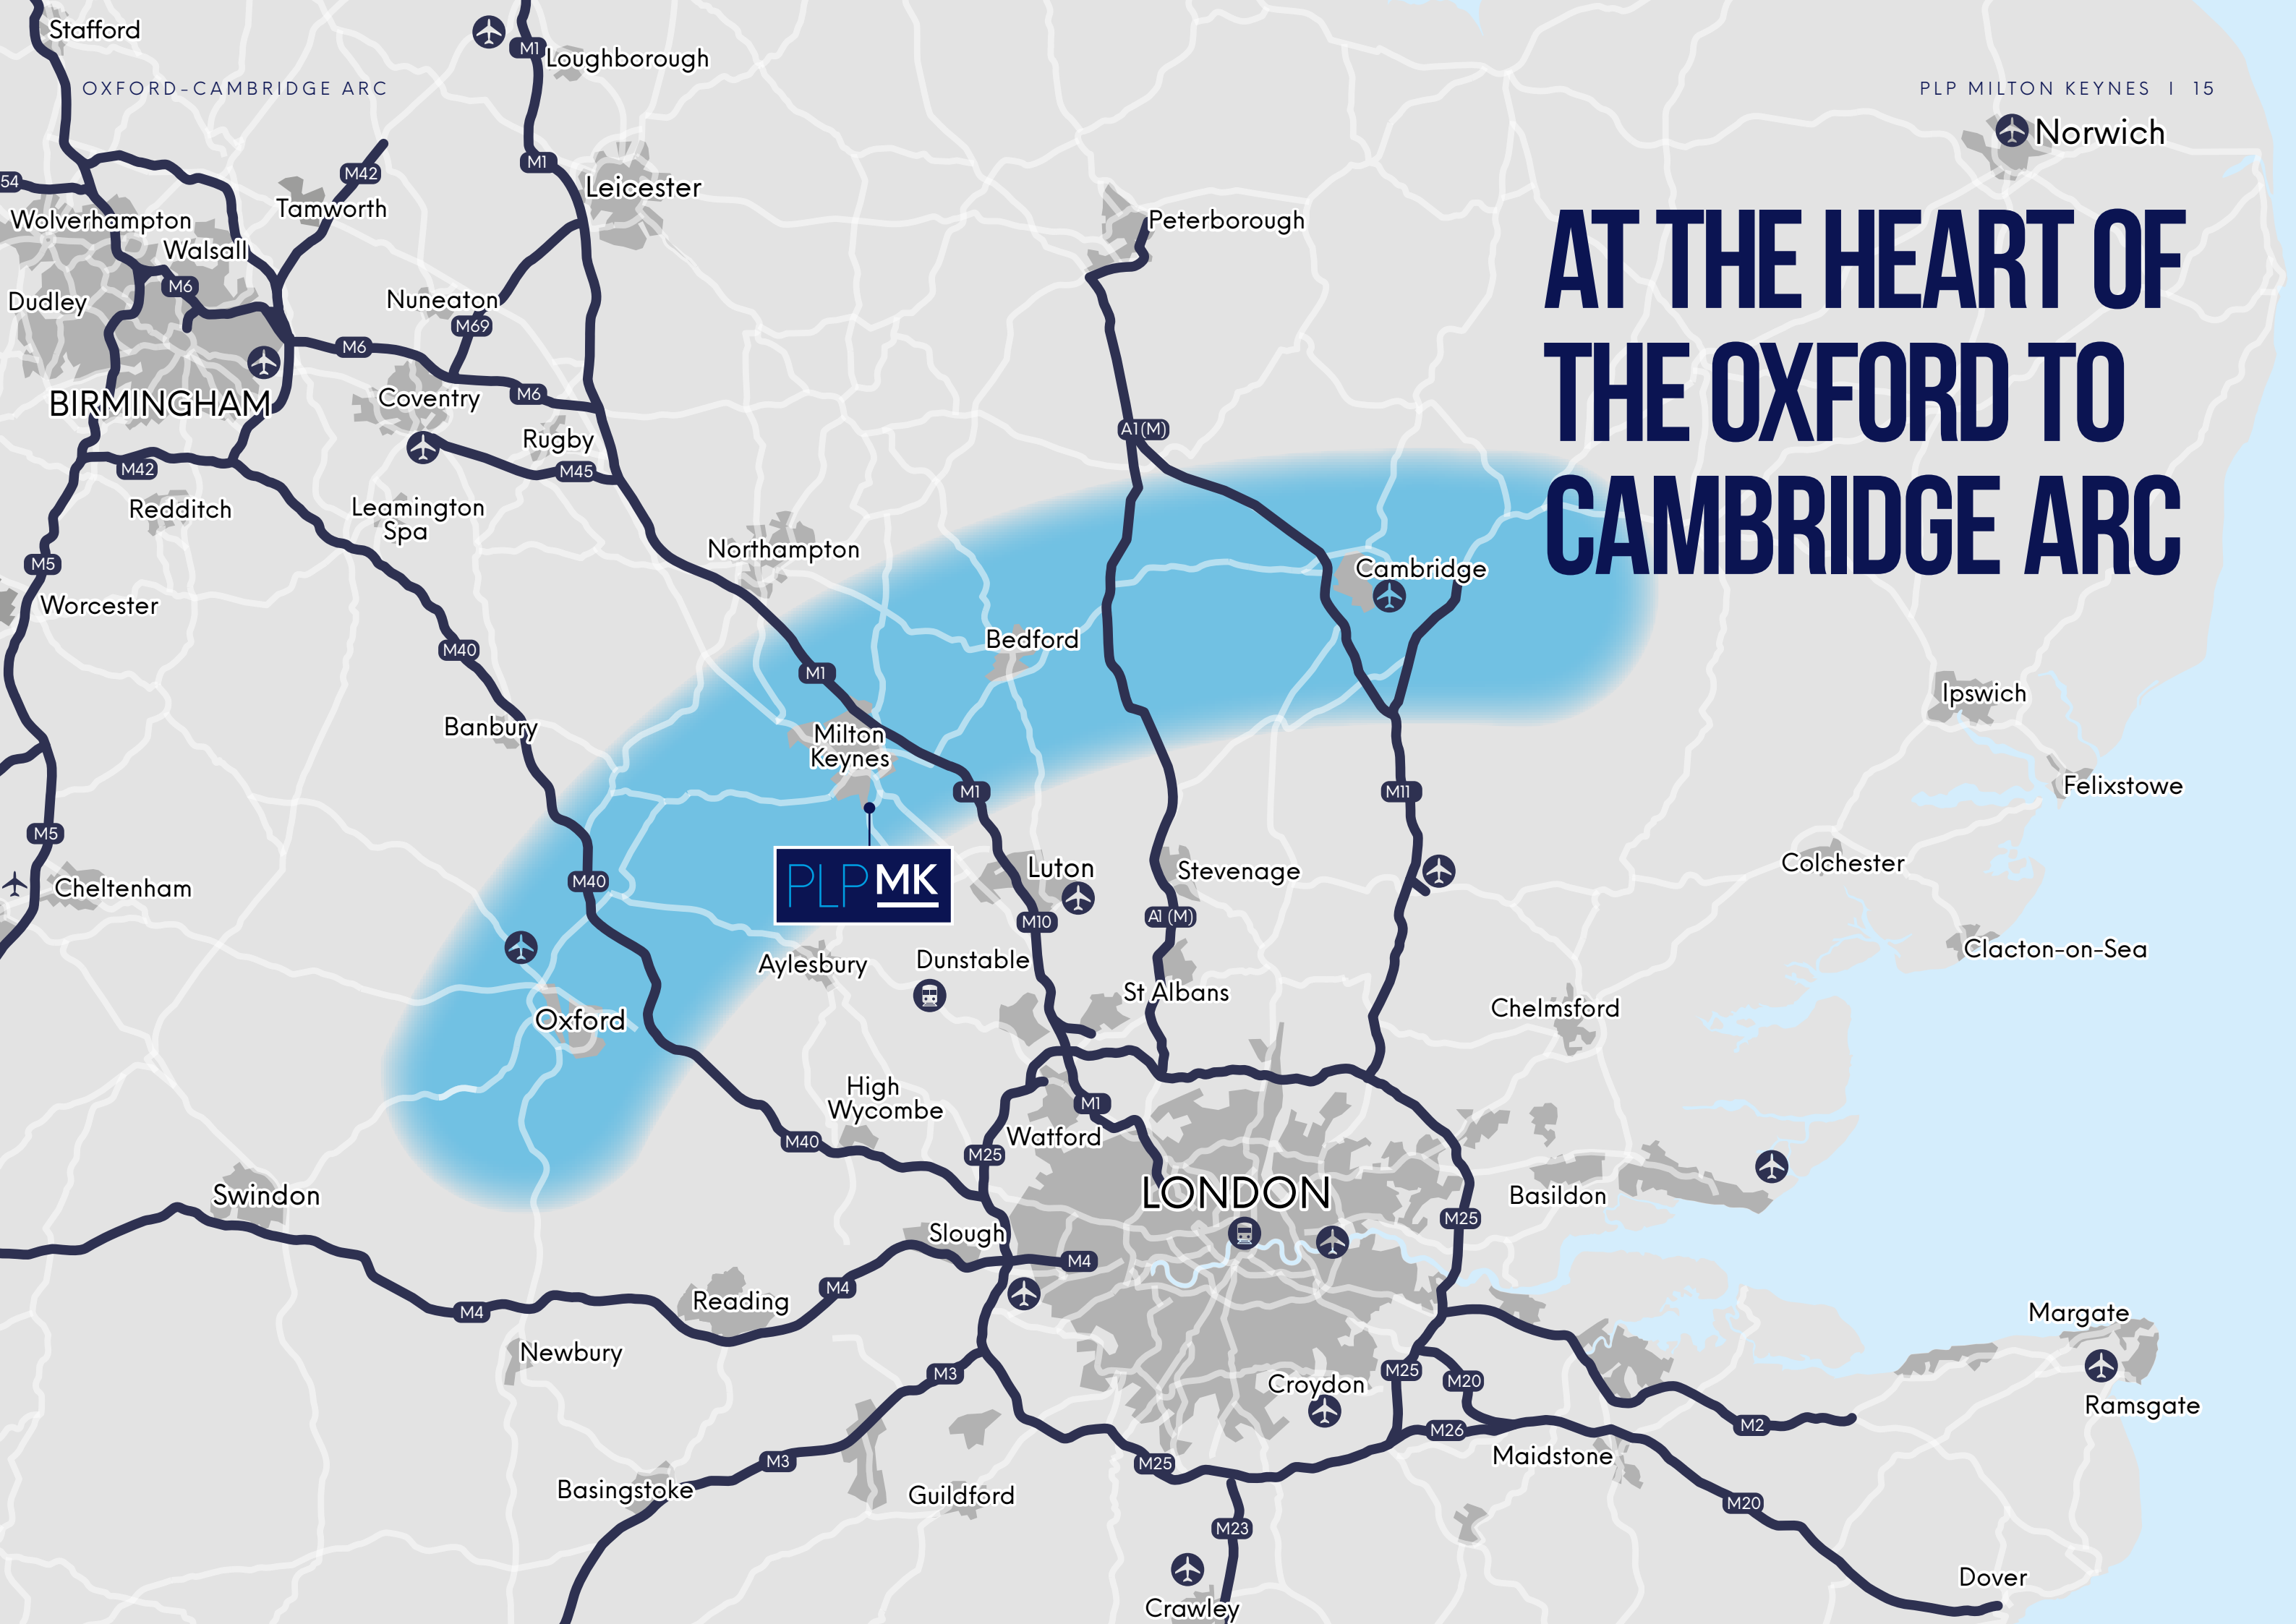 Stafford
M1
Loughborough
OXFORD-CAMBRIDGE ARC
PLP MILTON KEYNES | 15
Norwich
M1
M42
54
Leicester
Tamworth
Wolverhampton
Peterborough
Walsall
AT THE HEART OF
THE OXFORD TO
CAMBRIDGE ARC
M6
Dudley
Nuneaton
M69
M6
M6
BIRMINGHAM
Coventry
A1(M)
Rugby
M42
M45
Redditch
Leamington
Spa
Northampton
M5
Cambridge
Worcester
Bedford
M40
M1
Ipswich
Banbury
Milton
Keynes
M1
M11
Felixstowe
M5
Luton
Stevenage
Colchester
M40
PLPMK
Cheltenham
M10
A1 (M)
Clacton-on-Sea
Aylesbury
Dunstable
St Albans
Chelmsford
Oxford
High
Wycombe
M1
Watford
M40
M25
LONDON
Swindon
Basildon
M25
Slough
M4
M4
Reading
M4
Margate
Newbury
M3
M25
M20
Croydon
Ramsgate
M2
M26
M3
M25
Maidstone
Basingstoke
Guildford
M20
M23
Dover
Crawley